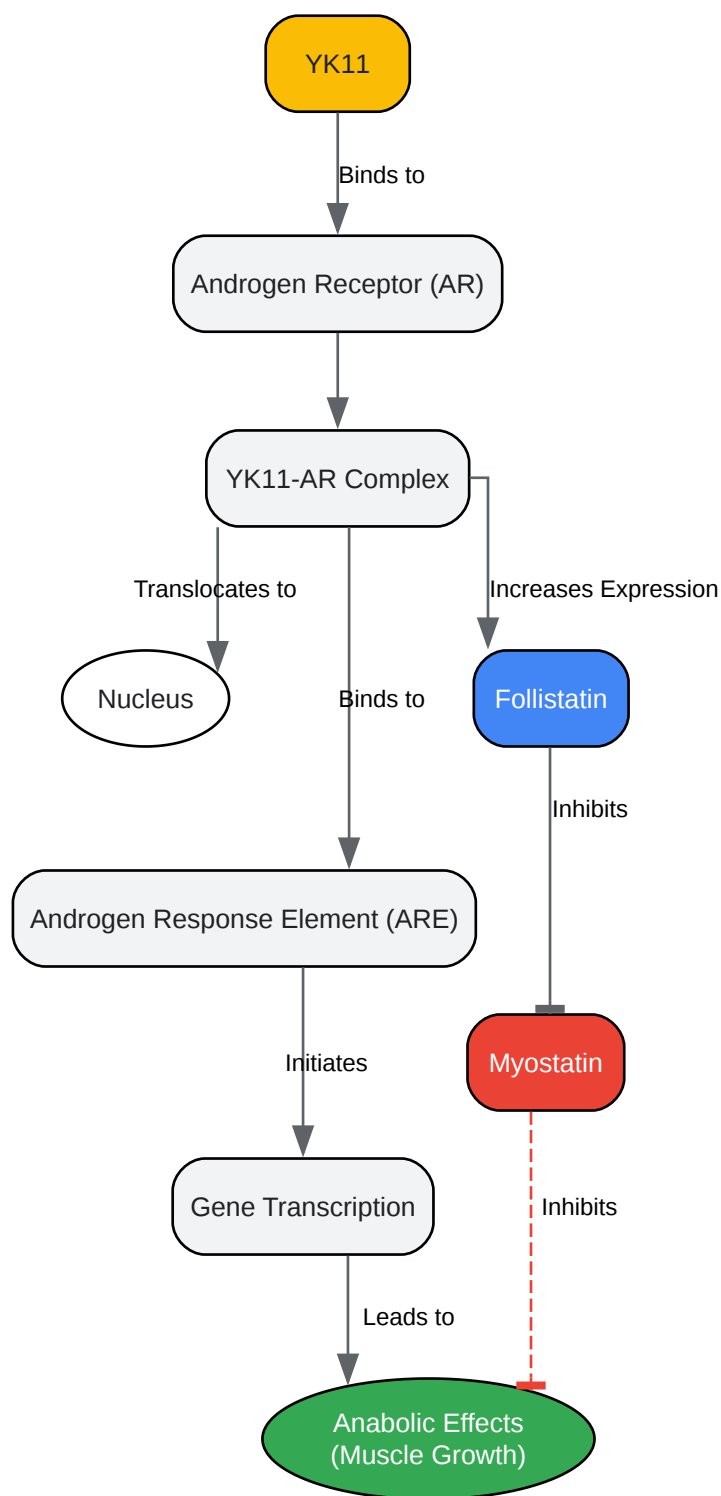 YK11
Binds to
Androgen Receptor (AR)
YK11-AR Complex
Translocates to
Increases Expression
Nucleus
Binds to
Follistatin
Inhibits
Androgen Response Element (ARE)
Initiates
Myostatin
Gene Transcription
Inhibits
Leads to
Anabolic Effects
(Muscle Growth)